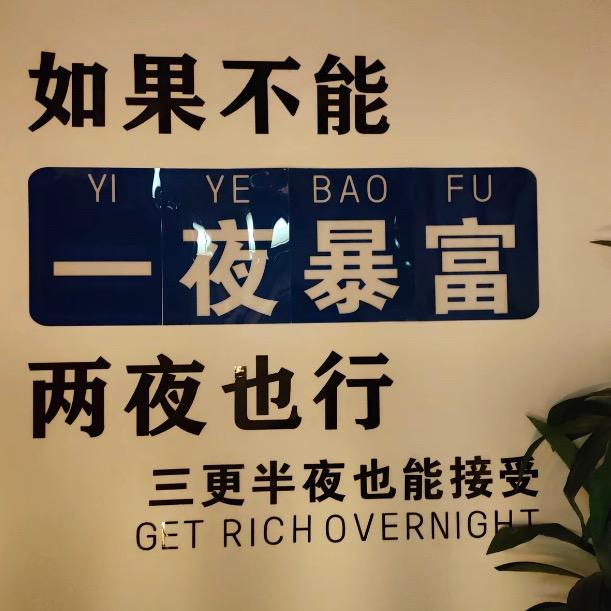 如果不能
YI YE BAO FU
一夜暴富
两夜也行
三更半夜也能接受
GET RICH OVERNIGHT